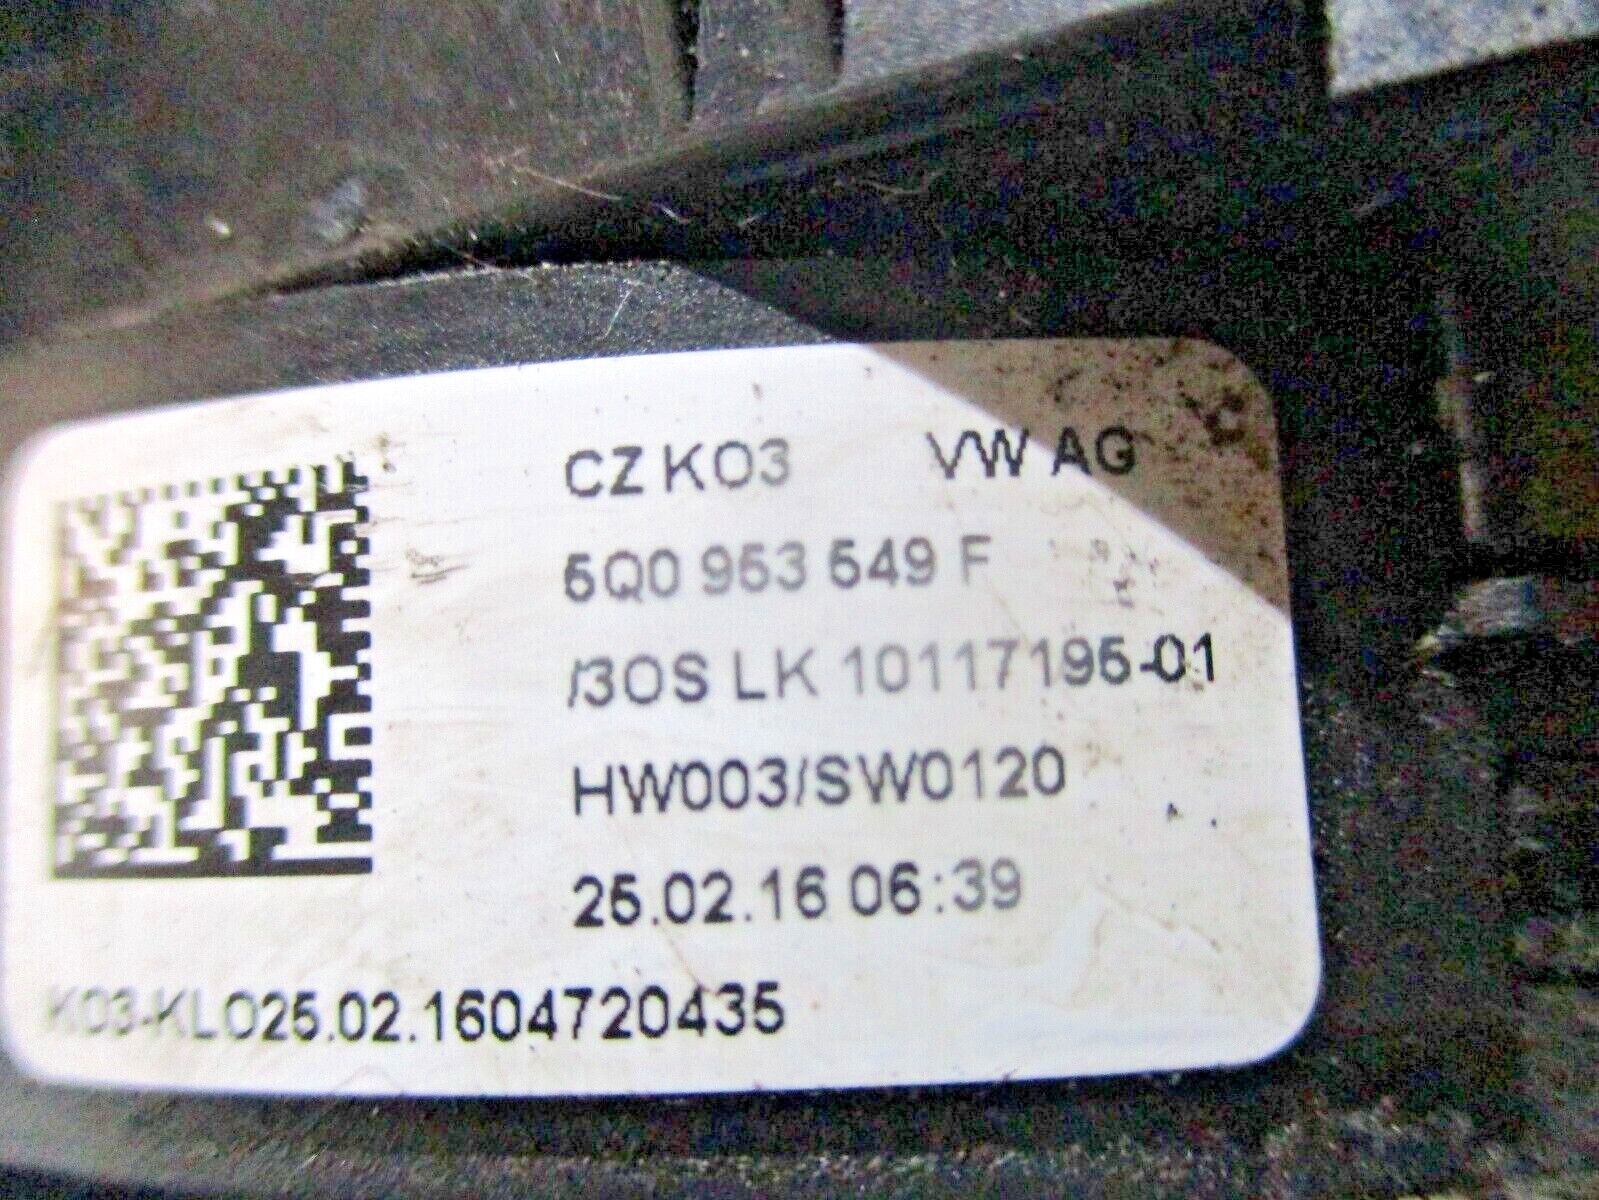 CZ K03 VW AG
5Q0 953 549 F
/3OS LK 10117195-01
HW003/SW0120
25.02.16 06:39
K03-KLO25.02.1604720435